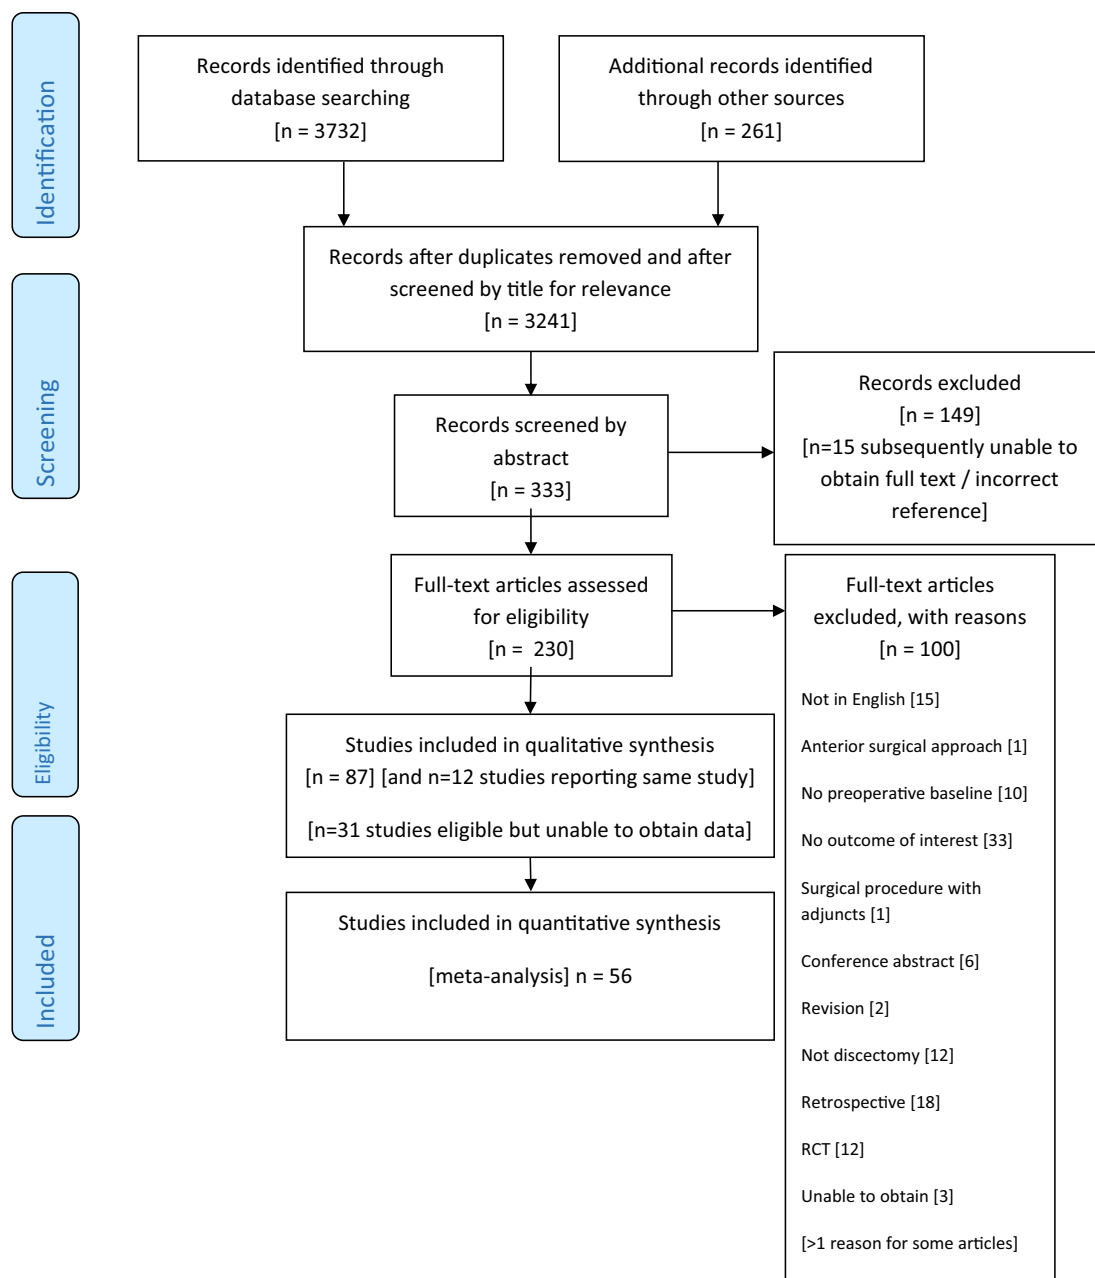 Identification
Records identified through
database searching
[n = 3732]
Additional records identified
through other sources
[n = 261]
Records after duplicates removed and after
screened by title for relevance
[n = 3241]
Screening
Records screened by
abstract
[n = 333]
Records excluded
[n = 149]
[n=15 subsequently unable to
obtain full text / incorrect
reference]
Eligibility
Full-text articles assessed
for eligibility
[n = 230]
Full-text articles
excluded, with reasons
[n = 100]
Not in English [15]
Anterior surgical approach [1]
No preoperative baseline [10]
No outcome of interest [33]
Surgical procedure with
adjuncts [1]
Conference abstract [6]
Revision [2]
Not discectomy [12]
Retrospective [18]
RCT [12]
Unable to obtain [3]
[>1 reason for some articles]
Studies included in qualitative synthesis
[n = 87] [and n=12 studies reporting same study]
[n=31 studies eligible but unable to obtain data]
Included
Studies included in quantitative synthesis
[meta-analysis] n = 56